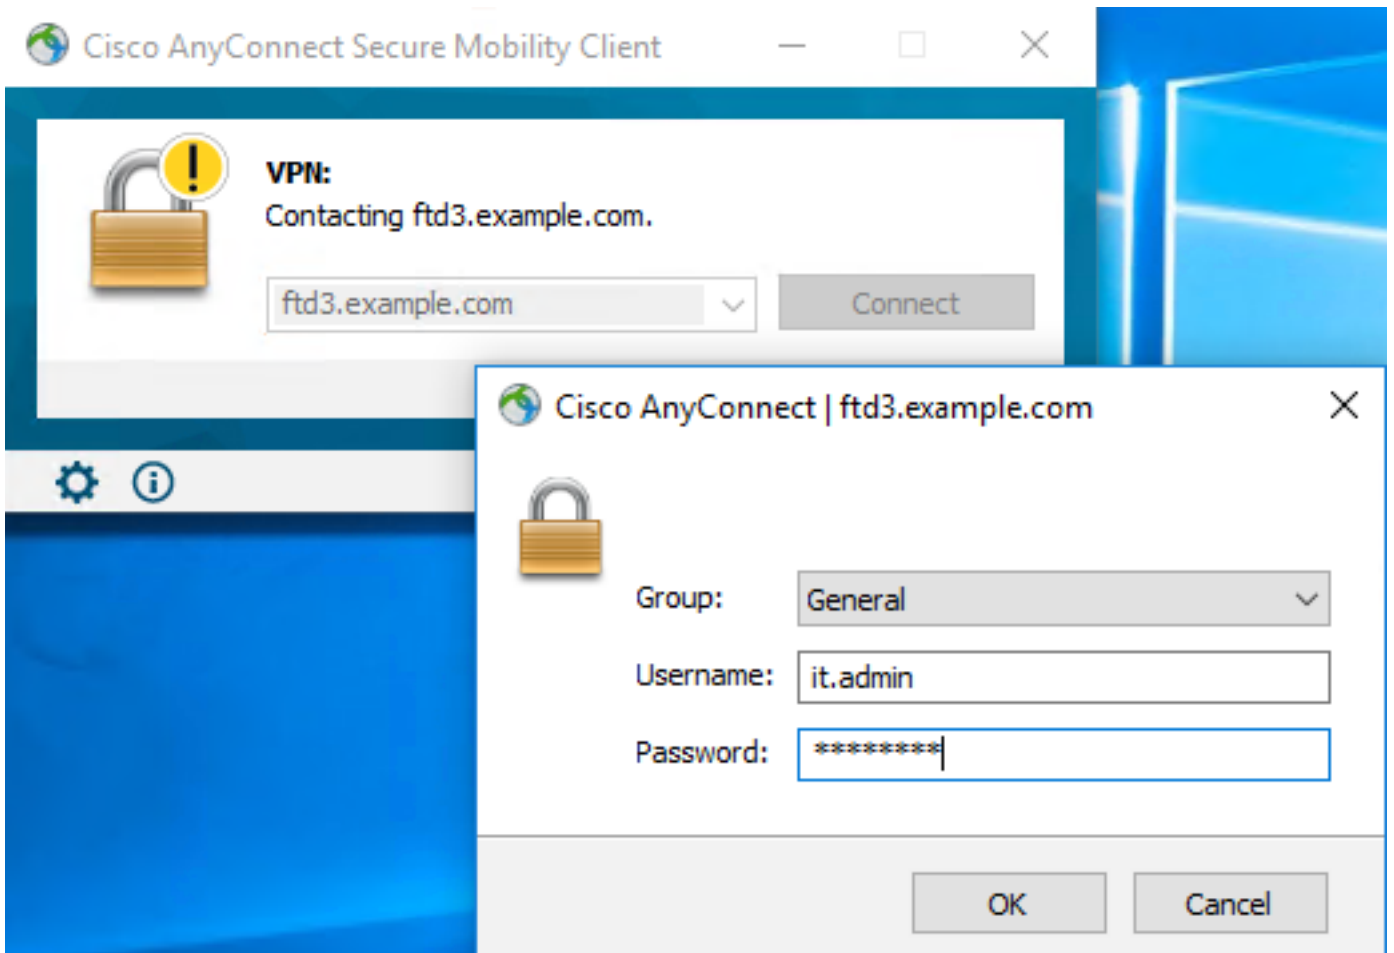 Cisco AnyConnect Secure Mobility Client
VPN:
Contacting ftd3.example.com.
ftd3.example.com
Connect
Cisco AnyConnect | ftd3.example.com
Group:
General
Username:
it.admin
Password:
********
OK
Cancel